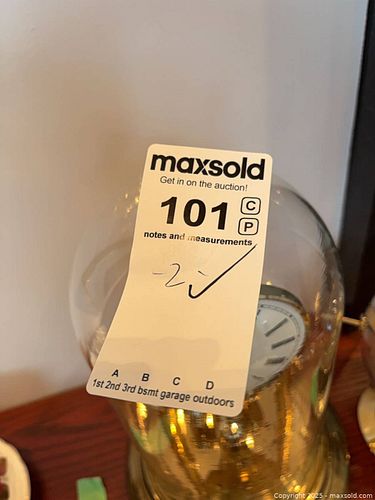 maxsold
Get in on the auction!
101 C
P
notes and measurements
-2- ✓
A B C D
1st 2nd 3rd bsmt garage outdoors
Copyright 2025 - maxsold.com